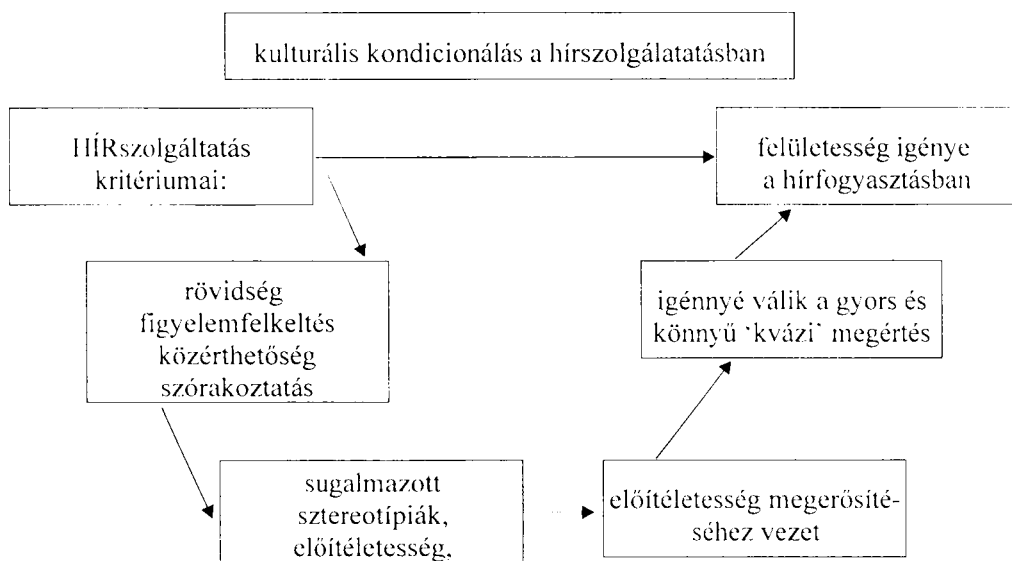 kulturális kondicionálás a hírszolgálatatásban
HÍRszolgáltatás
kritériumai:
felületesség igénye
a hírfogyasztásban
rövidség
figyelemfelkeltés
közérthetőség
szórakoztatás
igénnyé válik a gyors és
könnyű ‘kvázi’ megértés
sugalmazott
sztereotípiák,
előítéletesség,
előítéletesség megerősíté-
séhez vezet